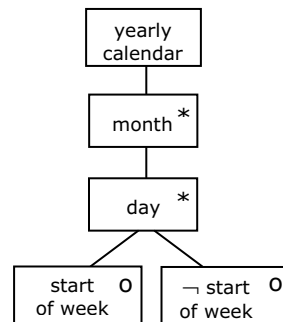 yearly
calendar
month *
day *
start o
of week
¬ start o
of week